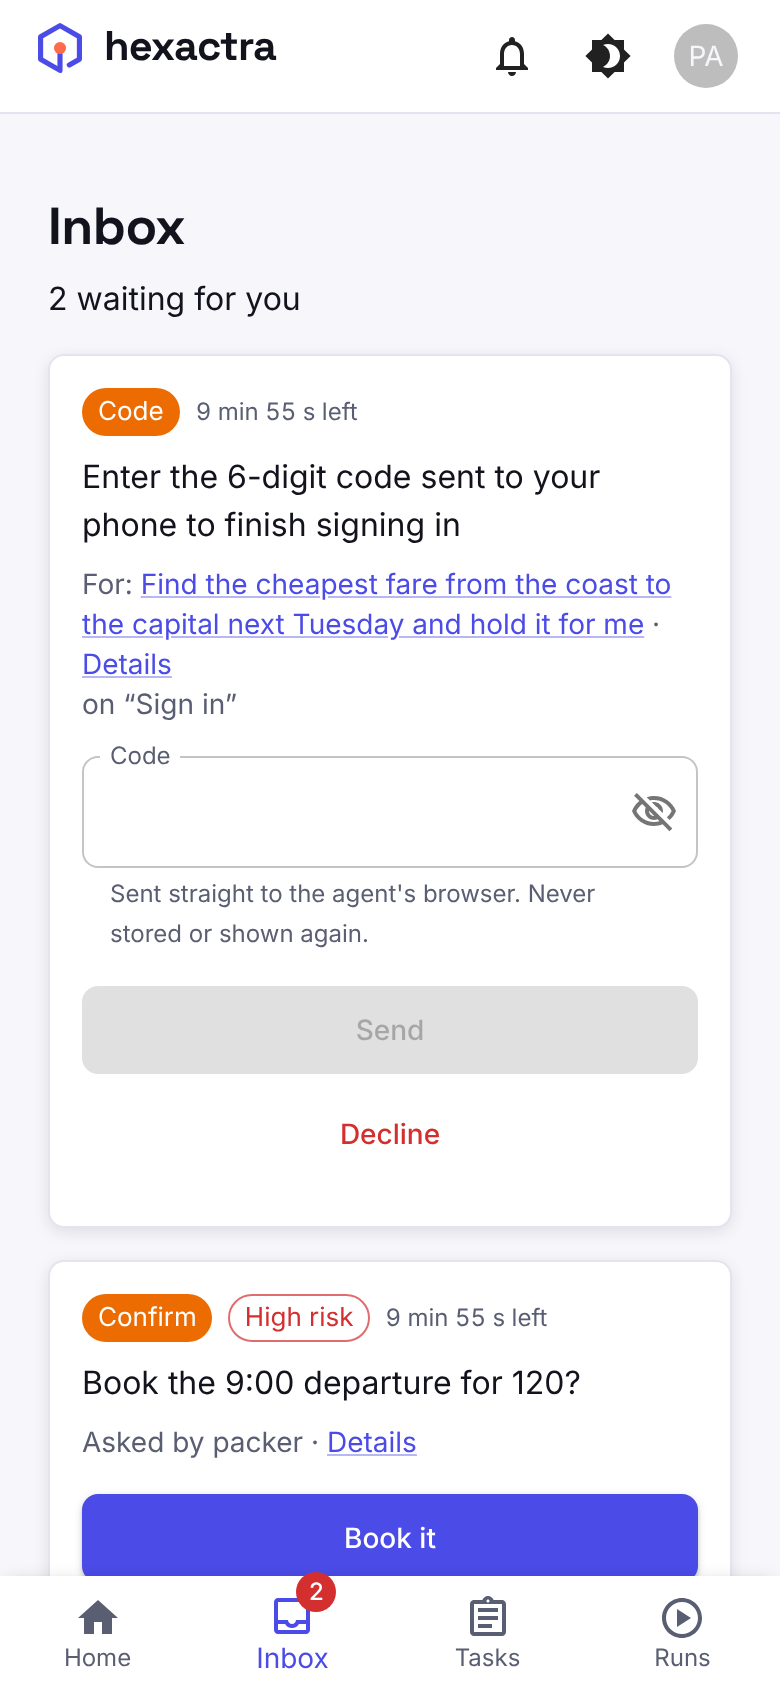 hexactra
PA
Inbox
2 waiting for you
Code
9 min 55 s left
Enter the 6-digit code sent to your
phone to finish signing in
For: Find the cheapest fare from the coast to
the capital next Tuesday and hold it for me ·
Details
on “Sign in”
Code
Sent straight to the agent's browser. Never
stored or shown again.
Send
Decline
Confirm
High risk
9 min 55 s left
Book the 9:00 departure for 120?
Asked by packer · Details
Book it
2
Home
Inbox
Tasks
Runs